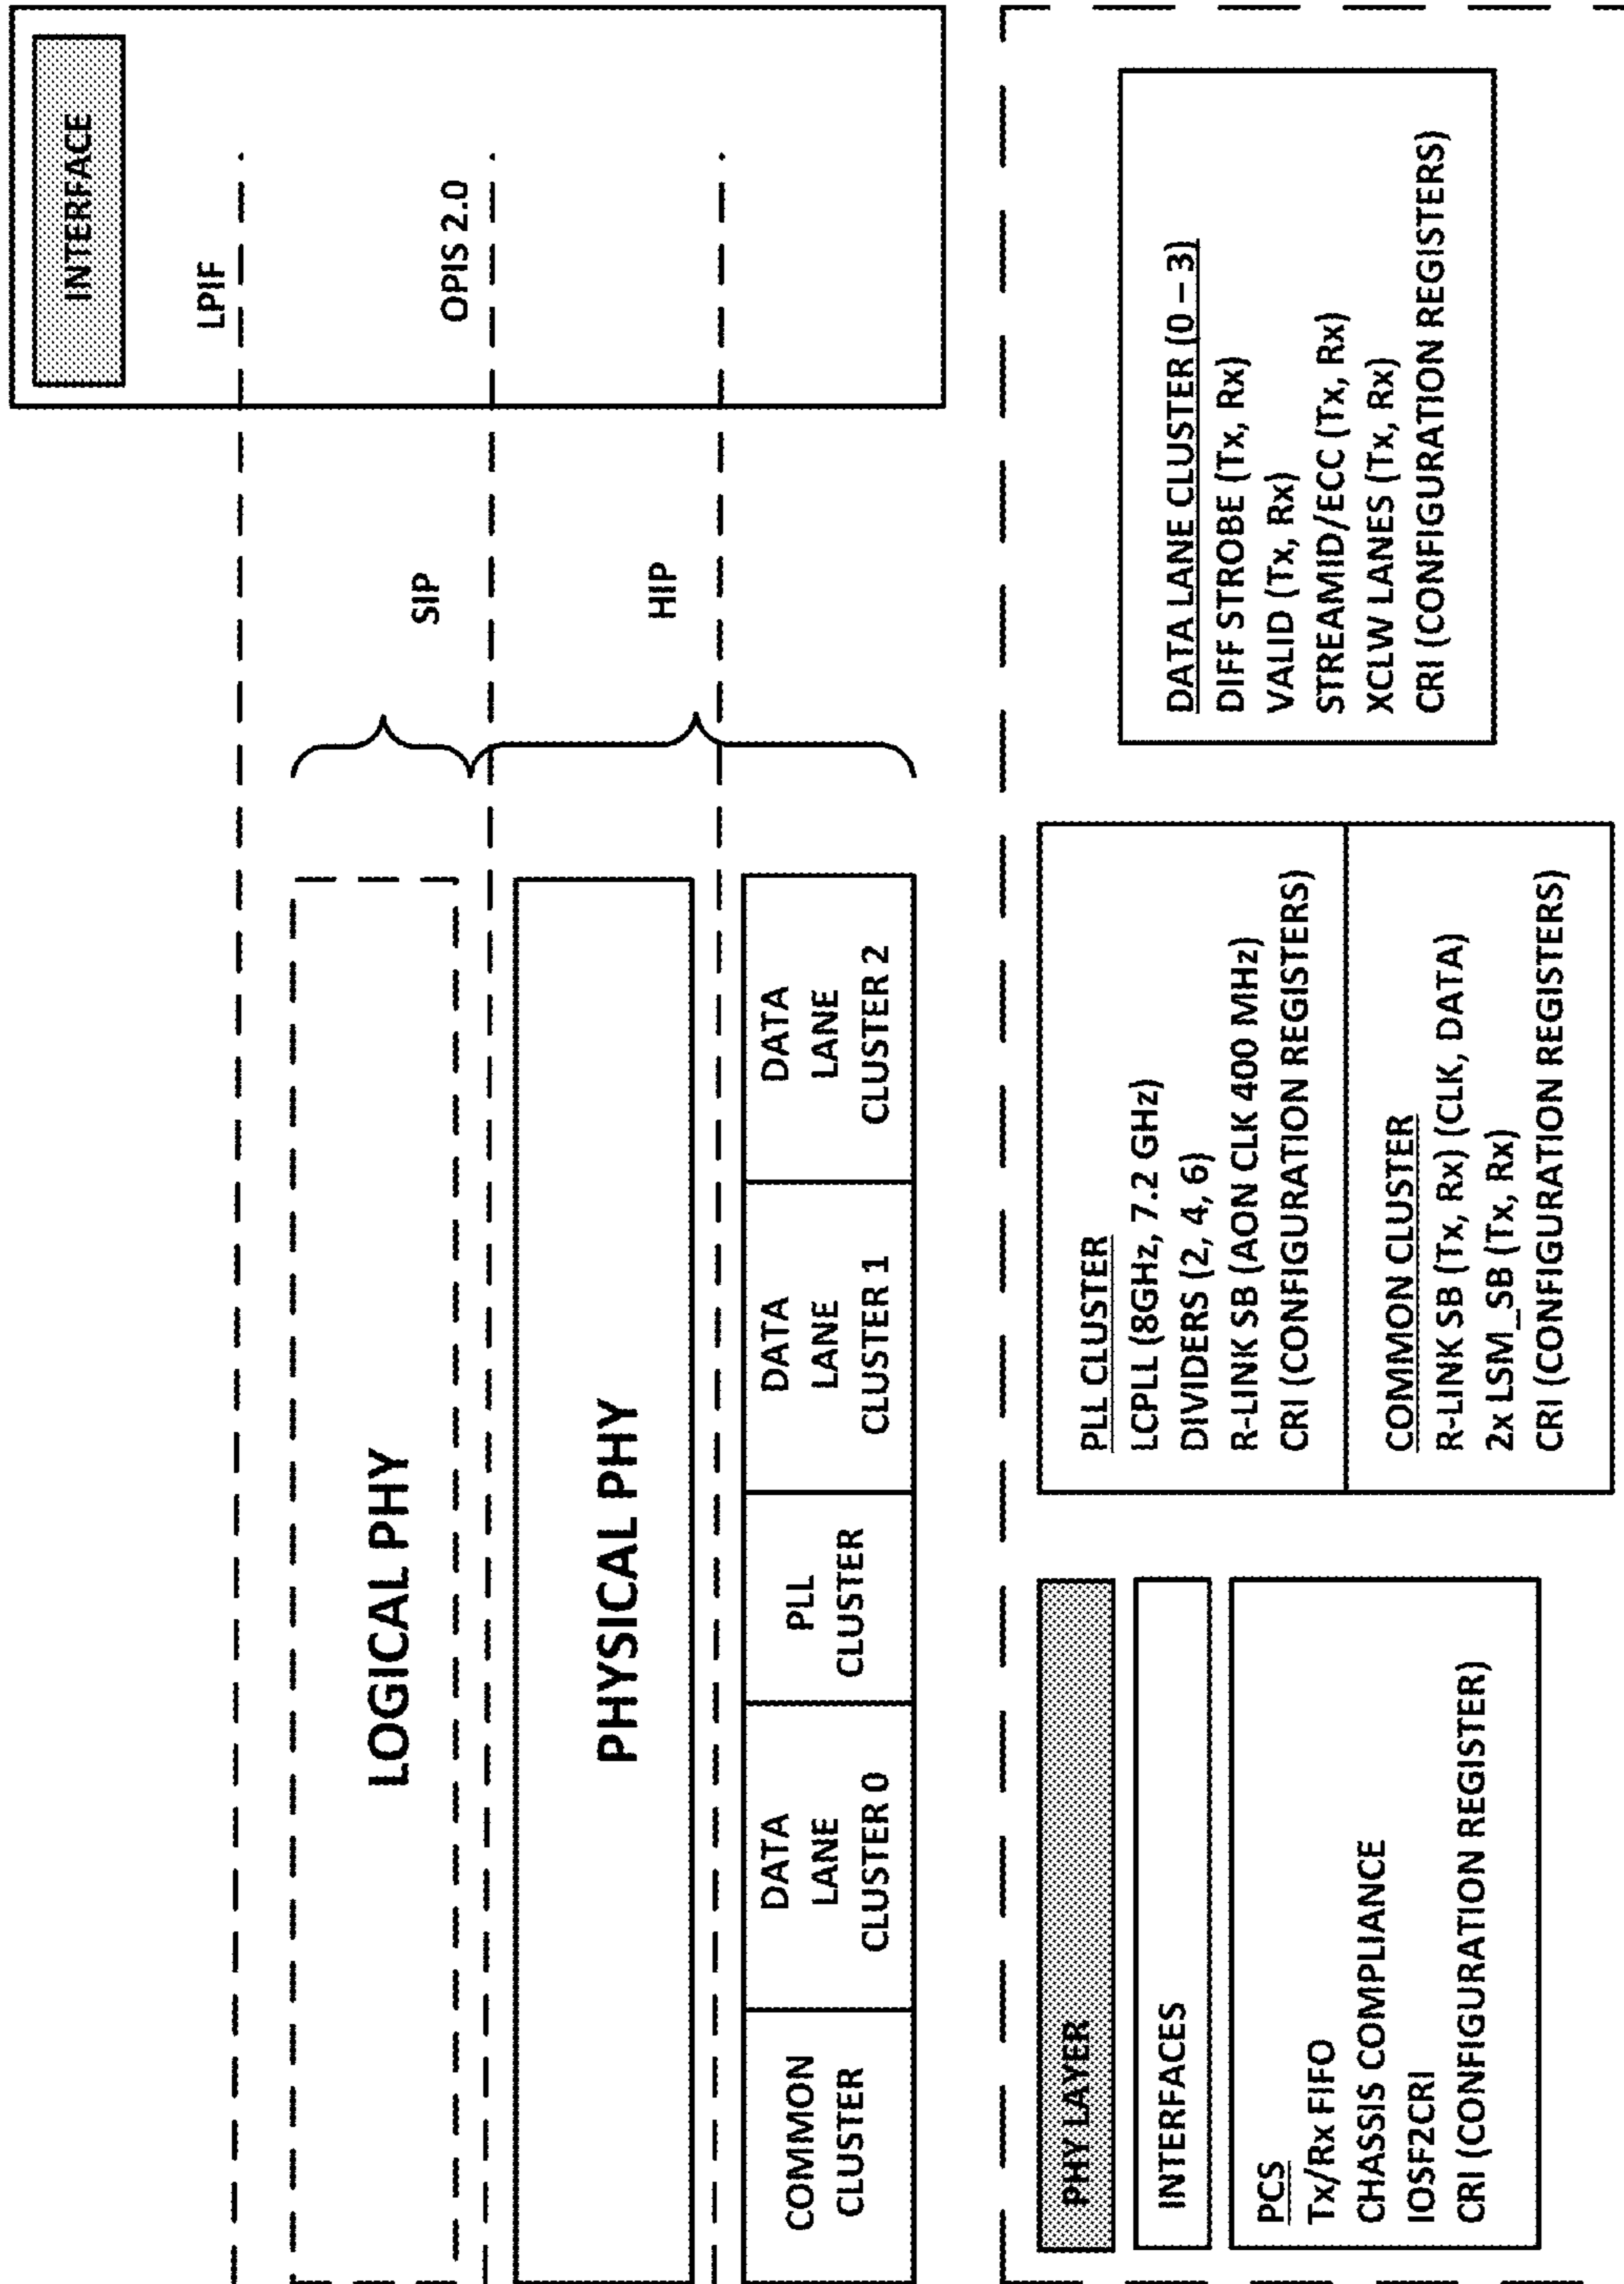 INTERFACE
LPIF
OPIS 2.0
SIP
HIP
LOGICAL PHY
PHYSICAL PHY
COMMON
CLUSTER
DATA
LANE
CLUSTER 0
PLL
CLUSTER
DATA
LANE
CLUSTER 1
DATA
LANE
CLUSTER 2
PHY LAYER
INTERFACES
PCS
Tx/Rx FIFO
CHASSIS COMPLIANCE
IOSF2CRI
CRI (CONFIGURATION REGISTER)
PLL CLUSTER
LCPLL (8GHz, 7.2 GHz)
DIVIDERS (2, 4, 6)
R-LINK SB (AON CLK 400 MHz)
CRI (CONFIGURATION REGISTERS)
COMMON CLUSTER
R-LINK SB (Tx, Rx) (CLK, DATA)
2x LSM_SB (Tx, Rx)
CRI (CONFIGURATION REGISTERS)
DATA LANE CLUSTER (0 – 3)
DIFF STROBE (Tx, Rx)
VALID (Tx, Rx)
STREAMID/ECC (Tx, Rx)
XCLW LANES (Tx, Rx)
CRI (CONFIGURATION REGISTERS)